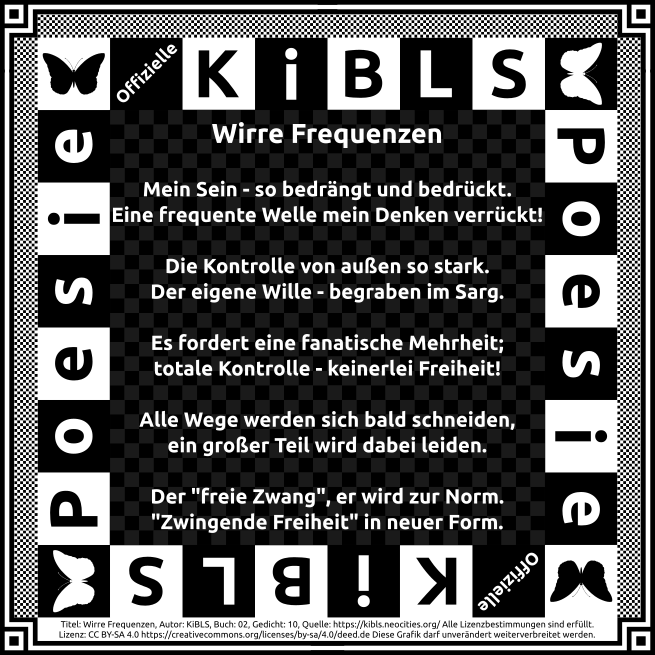 Offizielle KiBLS
Poesie
Poesie
Wirre Frequenzen
Mein Sein - so bedrängt und bedrückt.
Eine frequente Welle mein Denken verrückt!
Die Kontrolle von außen so stark.
Der eigene Wille - begraben im Sarg.
Es fordert eine fanatische Mehrheit;
totale Kontrolle - keinerlei Freiheit!
Alle Wege werden sich bald schneiden,
ein großer Teil wird dabei leiden.
Der "freie Zwang", er wird zur Norm.
"Zwingende Freiheit" in neuer Form.
Offizielle KiBLS
Titel: Wirre Frequenzen, Autor: KiBLS, Buch: 02, Gedicht: 10, Quelle: https://kibls.neocities.org/ Alle Lizenzbestimmungen sind erfüllt.
Lizenz: CC BY-SA 4.0 https://creativecommons.org/licenses/by-sa/4.0/deed.de Diese Grafik darf unverändert weiterverbreitet werden.